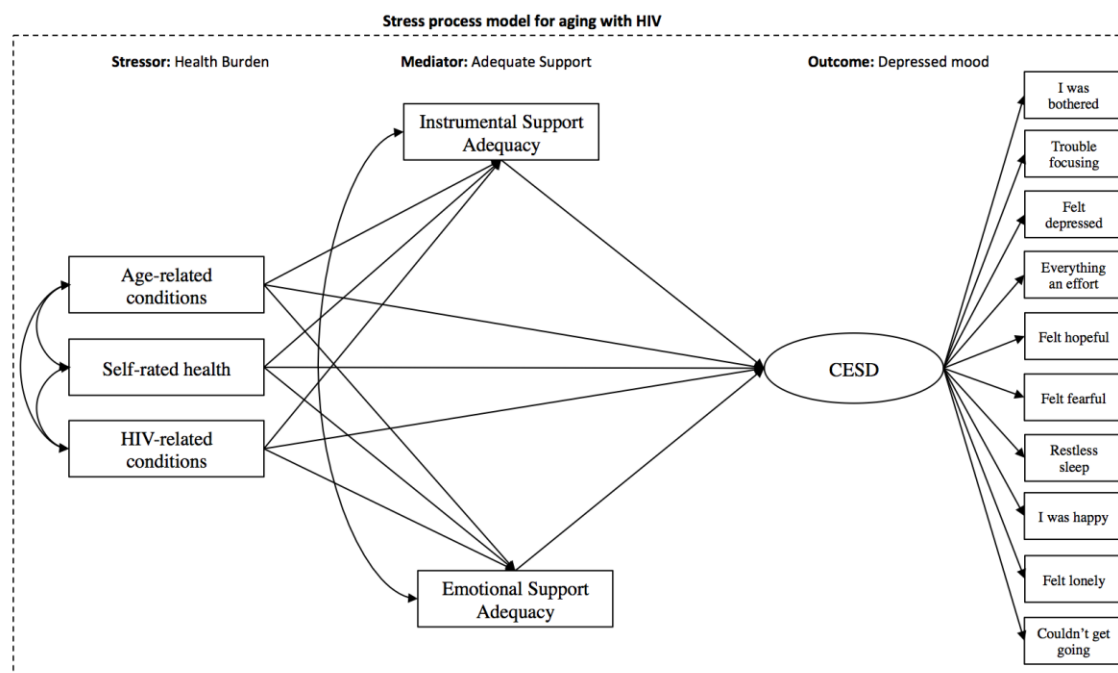 Stress process model for aging with HIV
Stressor: Health Burden
Mediator: Adequate Support
Outcome: Depressed mood
Instrumental Support
Adequacy
Age-related
conditions
Self-rated health
HIV-related
conditions
Emotional Support
Adequacy
CESD
I was
bothered
Trouble
focusing
Felt
depressed
Everything
an effort
Felt hopeful
Felt fearful
Restless
sleep
I was happy
Felt lonely
Couldn't get
going